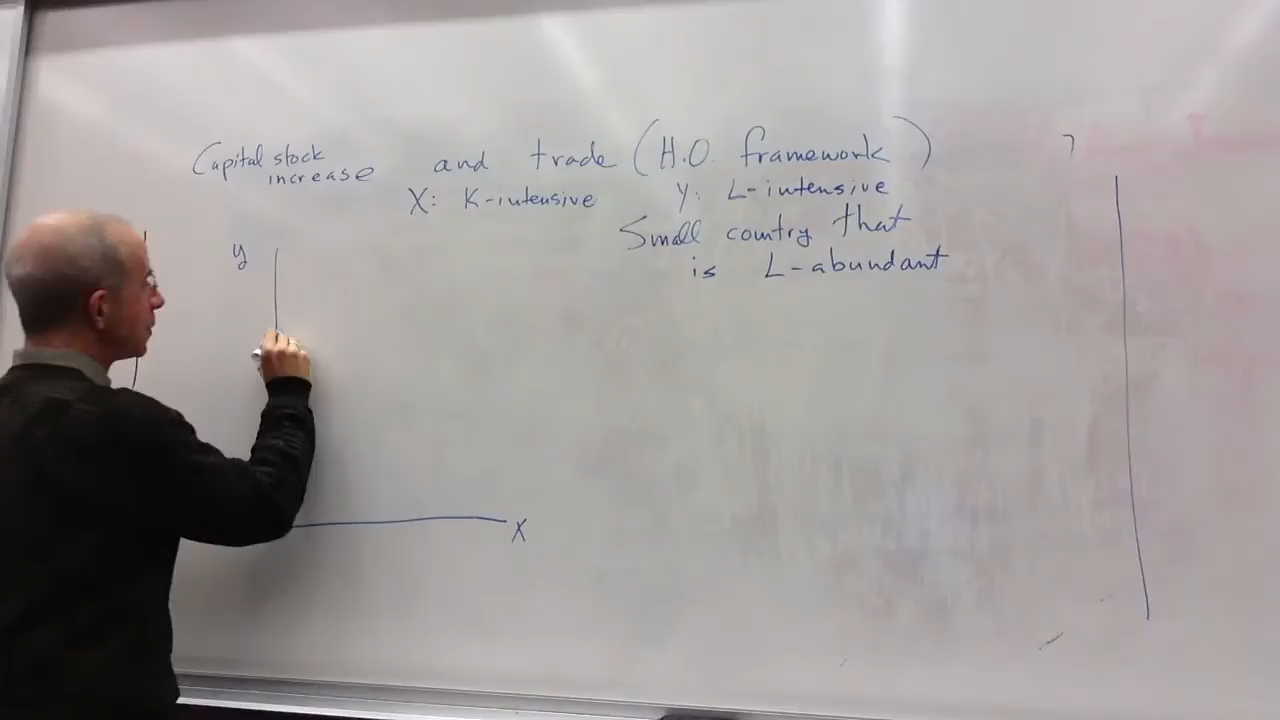 Capital stock increase and trade (H.O. framework)
X: K-intensive Y: L-intensive
Small country that
is L-abundant
y
X